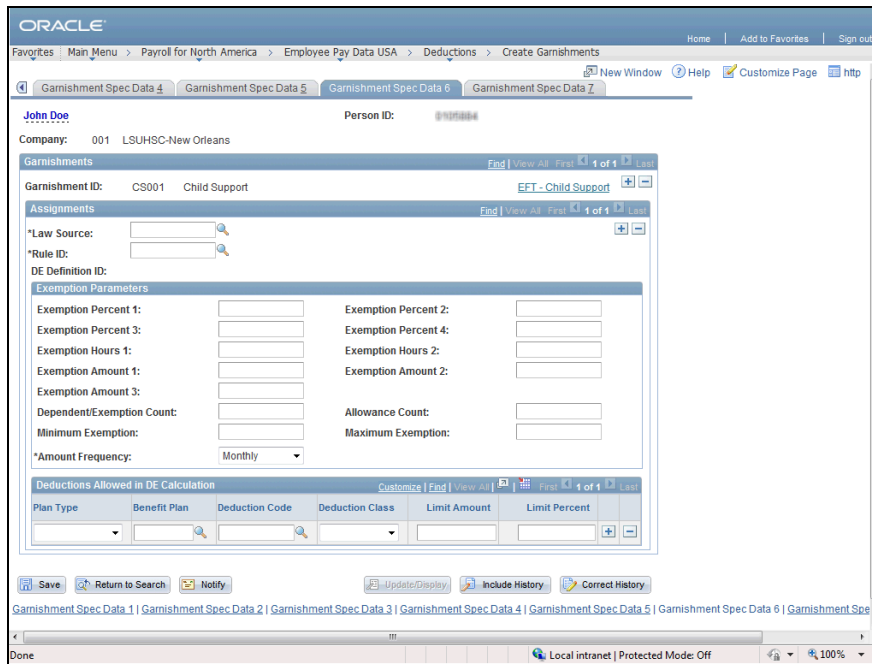 ORACLE
Home | Add to Favorites | Sign out
Favorites Main Menu > Payroll for North America > Employee Pay Data USA > Deductions > Create Garnishments
New Window Help Customize Page http
Garnishment Spec Data 4 Garnishment Spec Data 5 Garnishment Spec Data 6 Garnishment Spec Data 7
John Doe Person ID:
Company: 001 LSUHSC-New Orleans
Garnishments Find | View All First 1 of 1 Last
Garnishment ID: CS001 Child Support EFT - Child Support
Assignments Find | View All First 1 of 1 Last
*Law Source:
*Rule ID:
DE Definition ID:
Exemption Parameters
Exemption Percent 1: Exemption Percent 2:
Exemption Percent 3: Exemption Percent 4:
Exemption Hours 1: Exemption Hours 2:
Exemption Amount 1: Exemption Amount 2:
Exemption Amount 3:
Dependent/Exemption Count: Allowance Count:
Minimum Exemption: Maximum Exemption:
*Amount Frequency: Monthly
Deductions Allowed in DE Calculation Customize | Find | View All | | First 1 of 1 Last
Plan Type Benefit Plan Deduction Code Deduction Class Limit Amount Limit Percent
Save Return to Search Notify Update/Display Include History Correct History
Garnishment Spec Data 1 | Garnishment Spec Data 2 | Garnishment Spec Data 3 | Garnishment Spec Data 4 | Garnishment Spec Data 5 | Garnishment Spec Data 6 | Garnishment Spe
Done Local intranet | Protected Mode: Off 100%